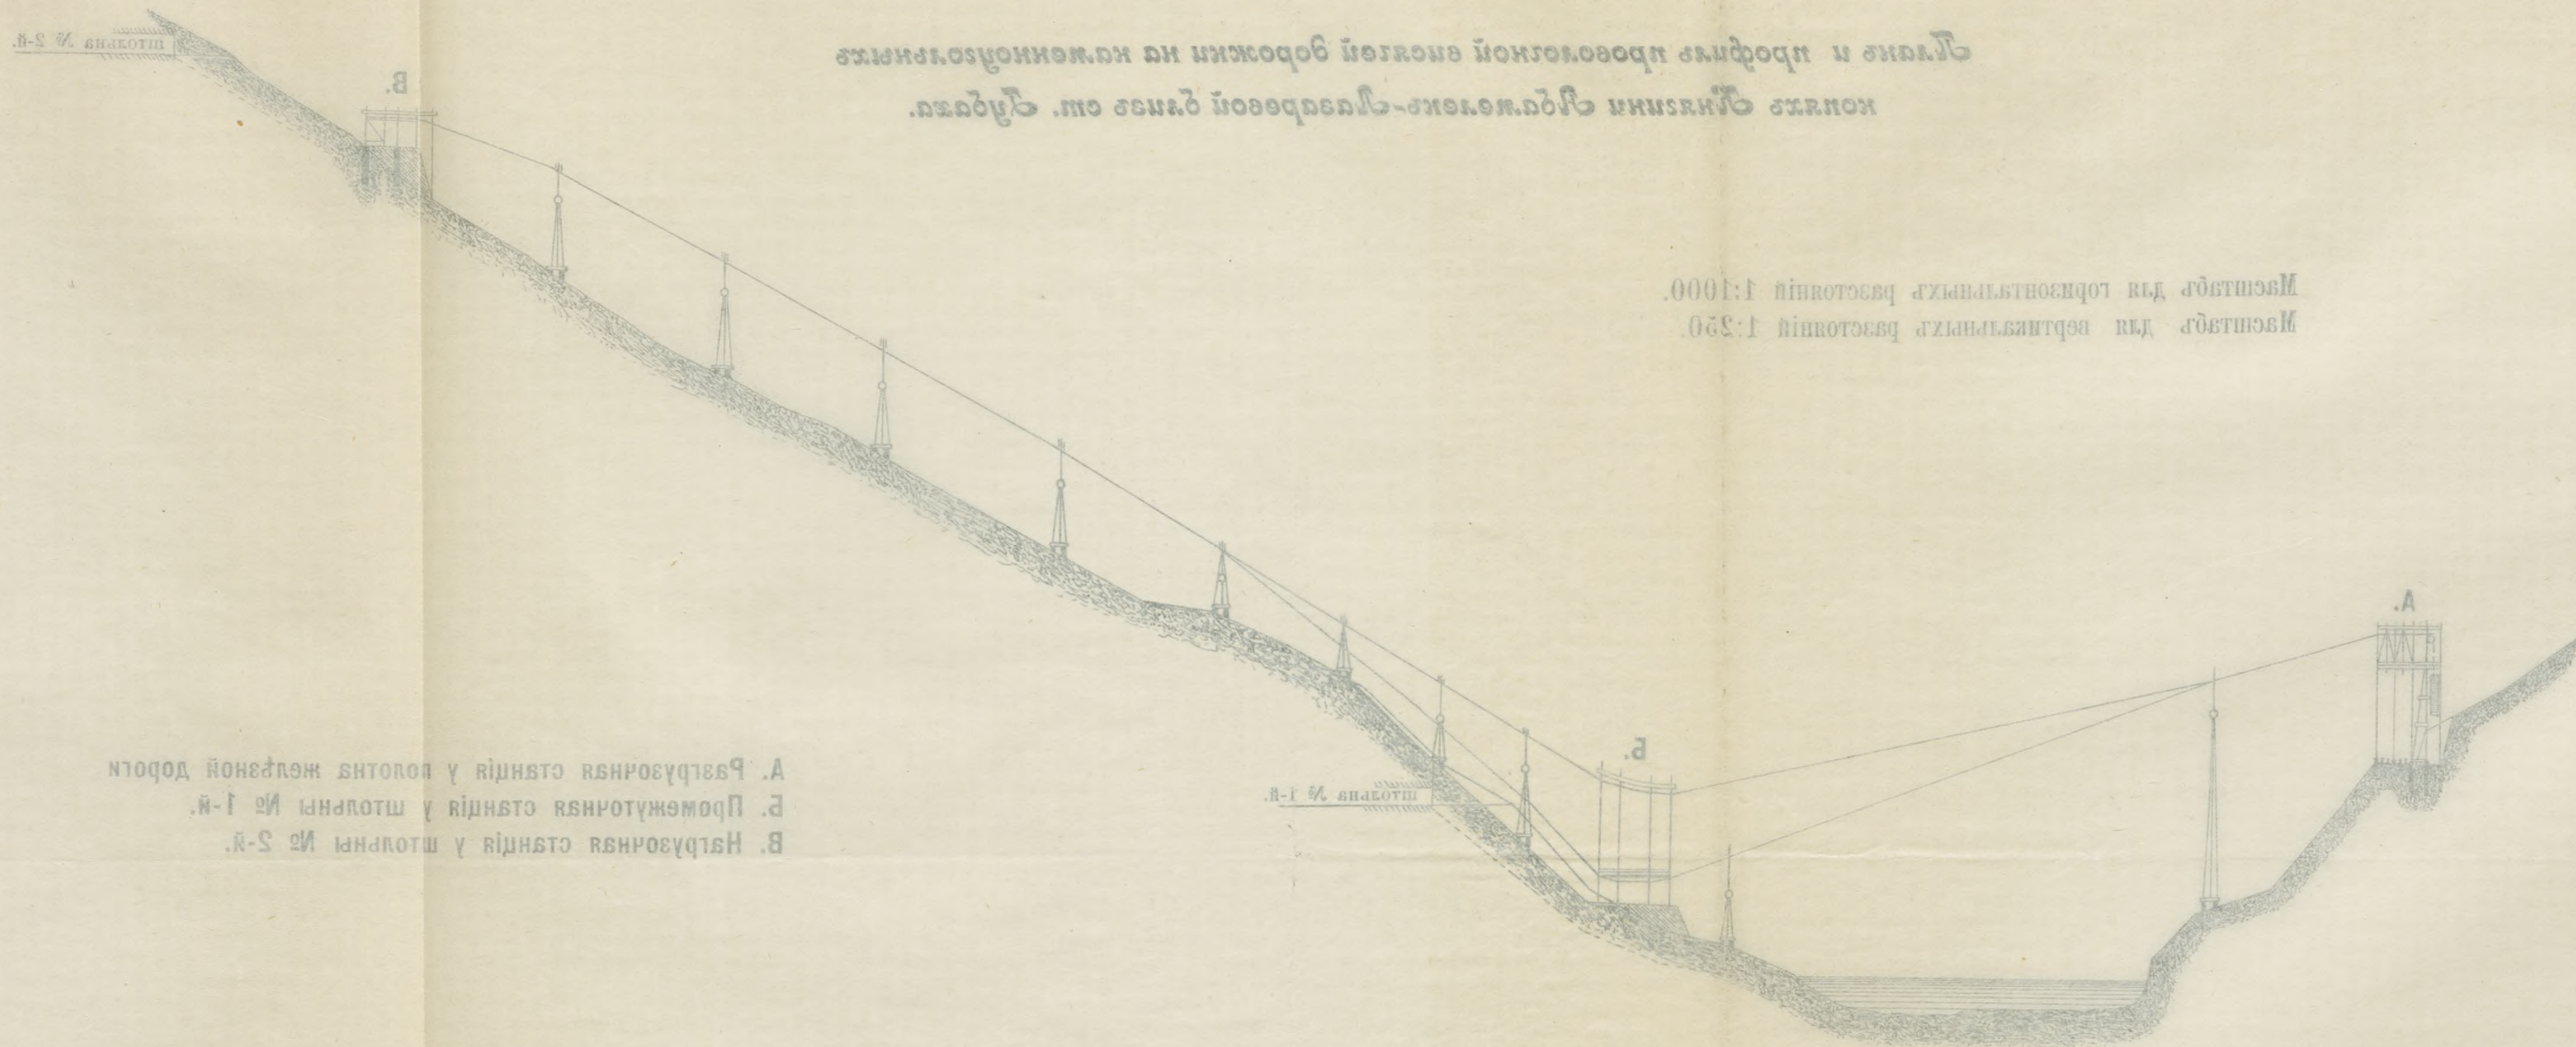 Планъ и профиль проволочной висячей дорожки на каменноугольныхъ
копяхъ Княгини Абамелекъ-Лазаревой близъ ст. Губаха.
штольна № 2-й.
В.
Масштабъ для горизонтальныхъ разстояній 1:1000.
Масштабъ для вертикальныхъ разстояній 1:250.
А.
Б.
штольна № 1-й.
А. Разгрузочная станція у полотна желѣзной дороги
Б. Промежуточная станція у штольны № 1-й.
В. Нагрузочная станція у штольны № 2-й.